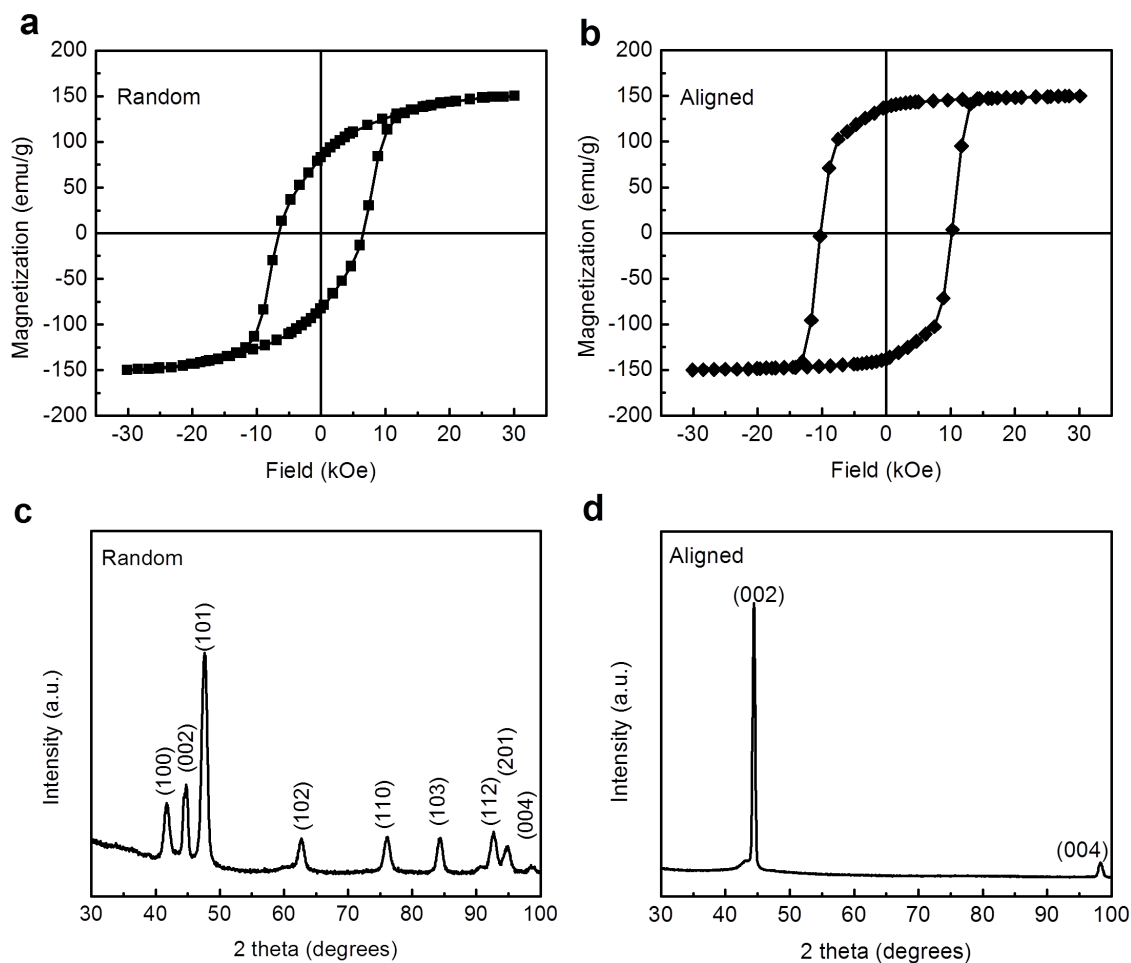 a
200
150
100
50
0
-50
-100
-150
-200
Random
Magnetization (emu/g)
-30 -20 -10 0 10 20 30
Field (kOe)
b
200
150
100
50
0
-50
-100
-150
-200
Aligned
Magnetization (emu/g)
-30 -20 -10 0 10 20 30
Field (kOe)
c
Random
Intensity (a.u.)
(100)
(002)
(101)
(102)
(110)
(103)
(112)
(201)
(004)
30 40 50 60 70 80 90 100
2 theta (degrees)
d
Aligned
Intensity (a.u.)
(002)
(004)
30 40 50 60 70 80 90 100
2 theta (degrees)